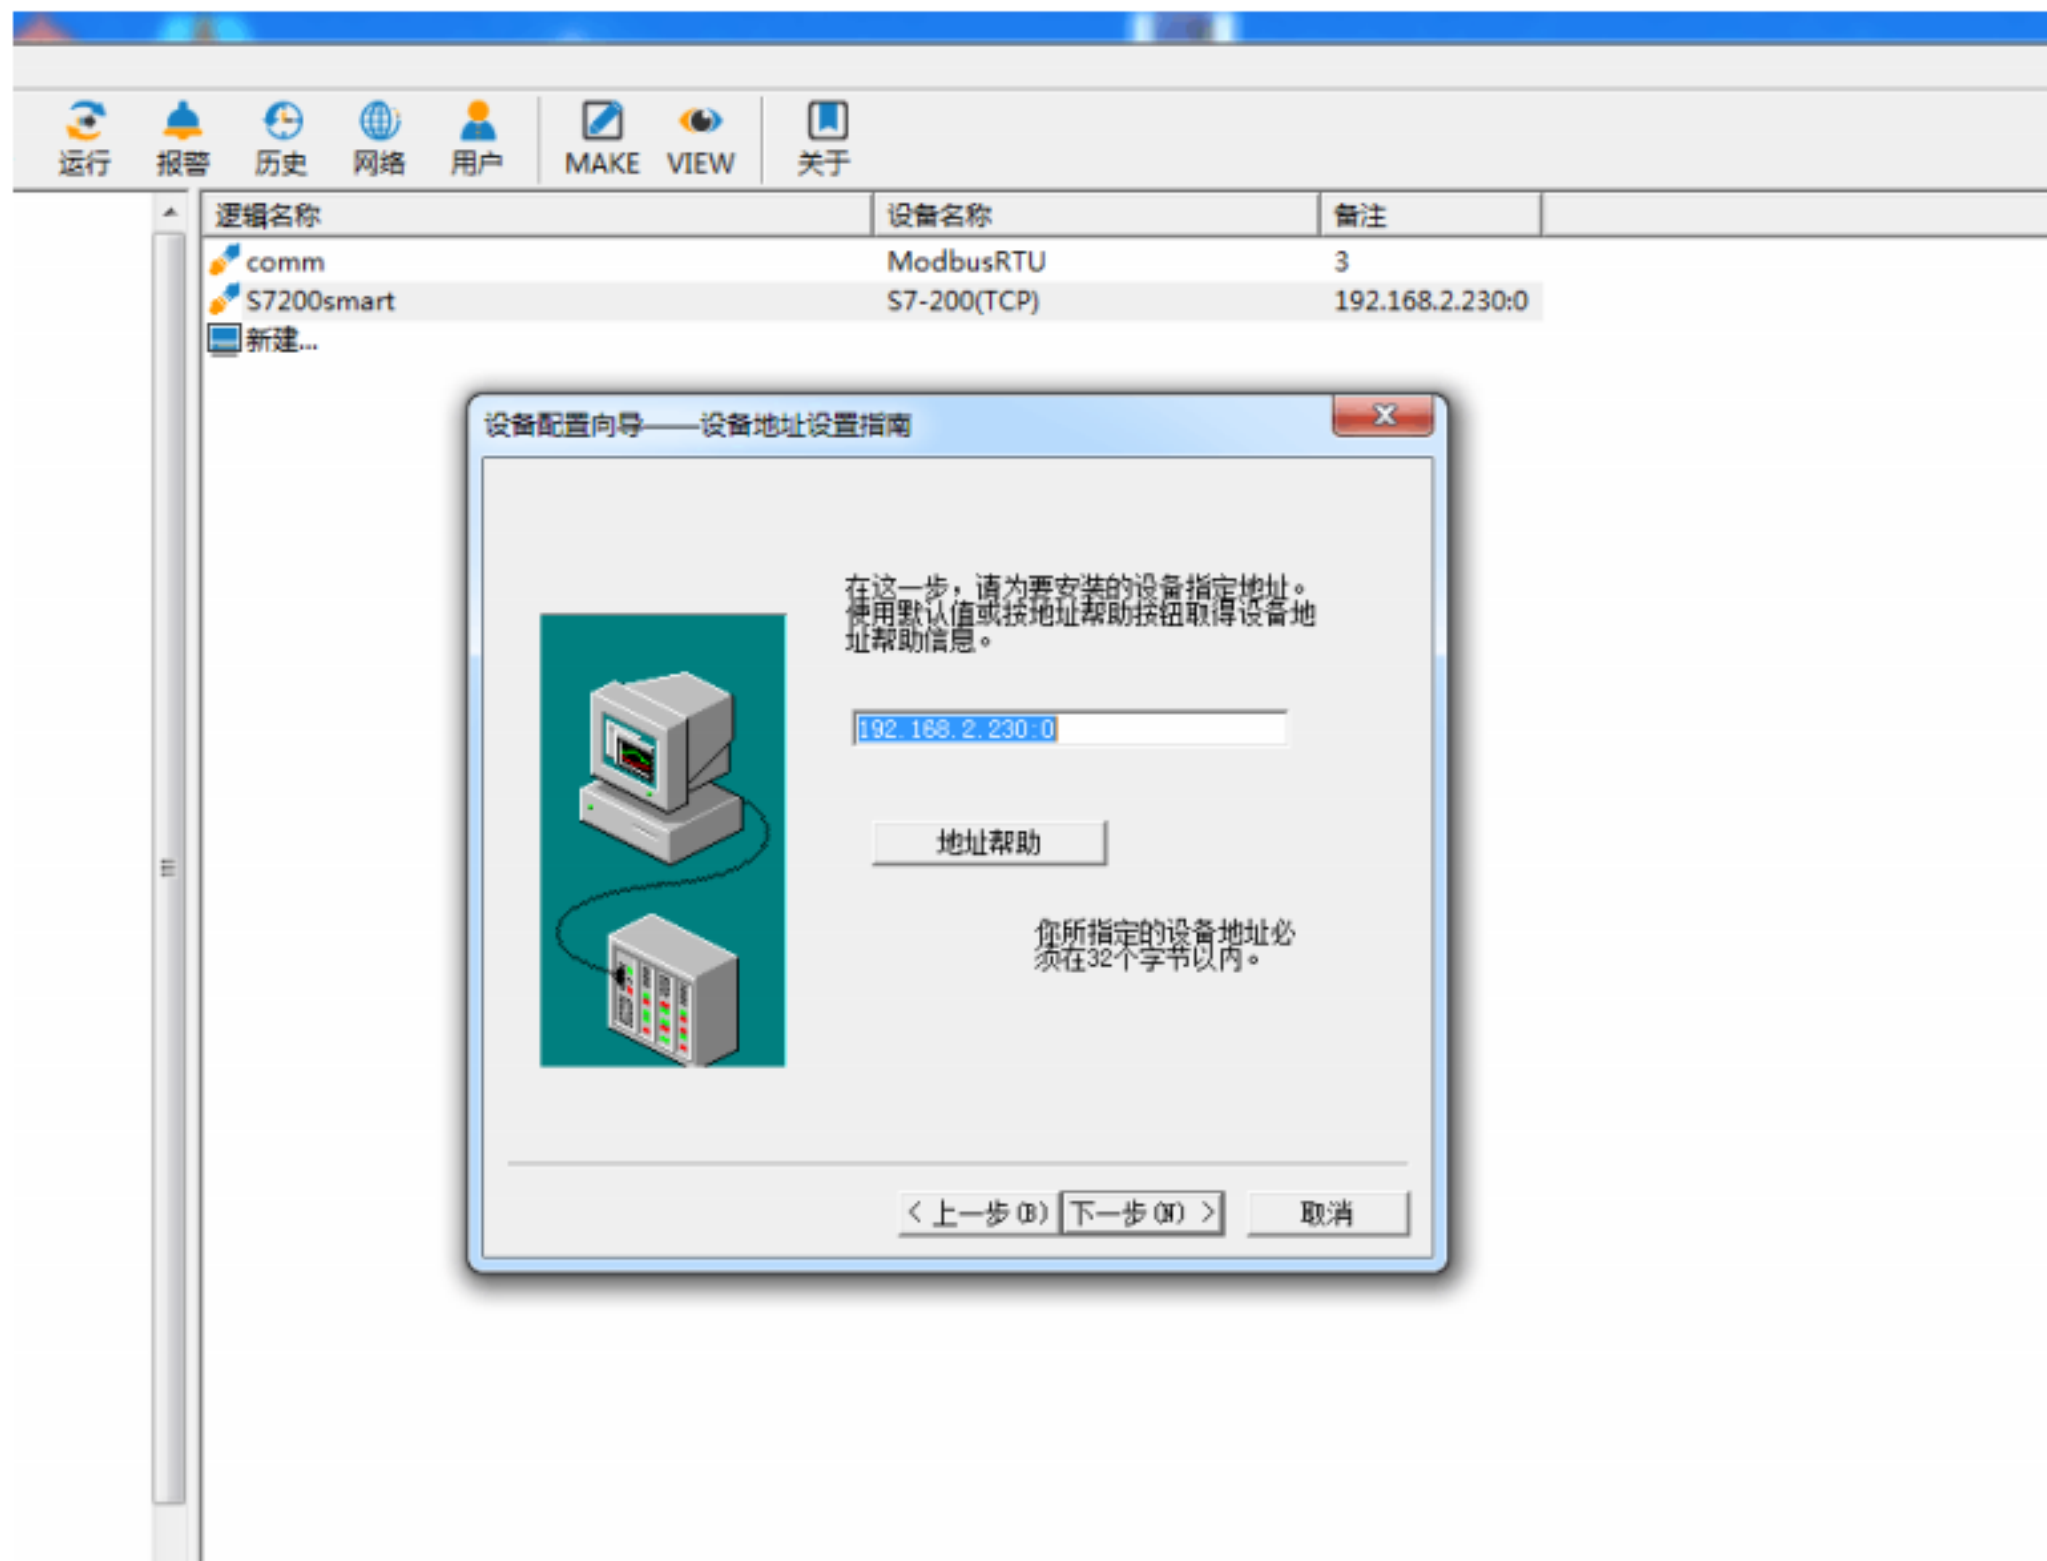 运行 报警 历史 网络 用户 MAKE VIEW 关于
逻辑名称 设备名称 备注
comm ModbusRTU 3
S7200smart S7-200(TCP) 192.168.2.230:0
新建...
设备配置向导——设备地址设置指南
在这一步，请为要安装的设备指定地址。
使用默认值或按地址帮助按钮取得设备地
址帮助信息。
192.168.2.230:0
地址帮助
你所指定的设备地址必
须在32个字节以内。
< 上一步(B) 下一步(N) > 取消